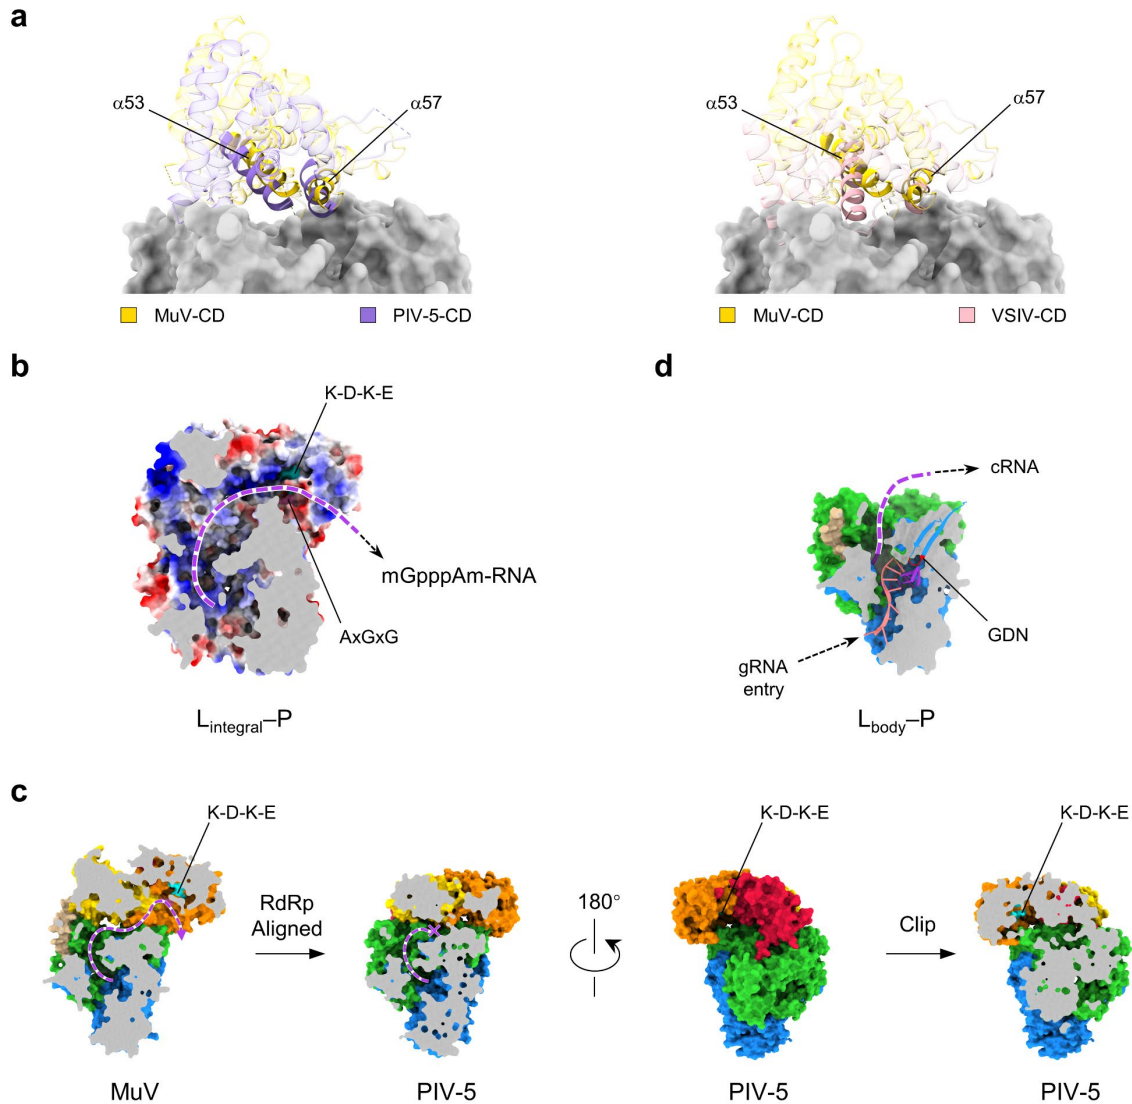 a
α53
α57
α53
α57
MuV-CD
PIV-5-CD
MuV-CD
VSIV-CD
b
K-D-K-E
mGpppAm-RNA
AxGxG
Lintegral–P
d
cRNA
GDN
gRNA
entry
Lbody–P
c
K-D-K-E
RdRp
Aligned
180°
K-D-K-E
Clip
K-D-K-E
MuV
PIV-5
PIV-5
PIV-5